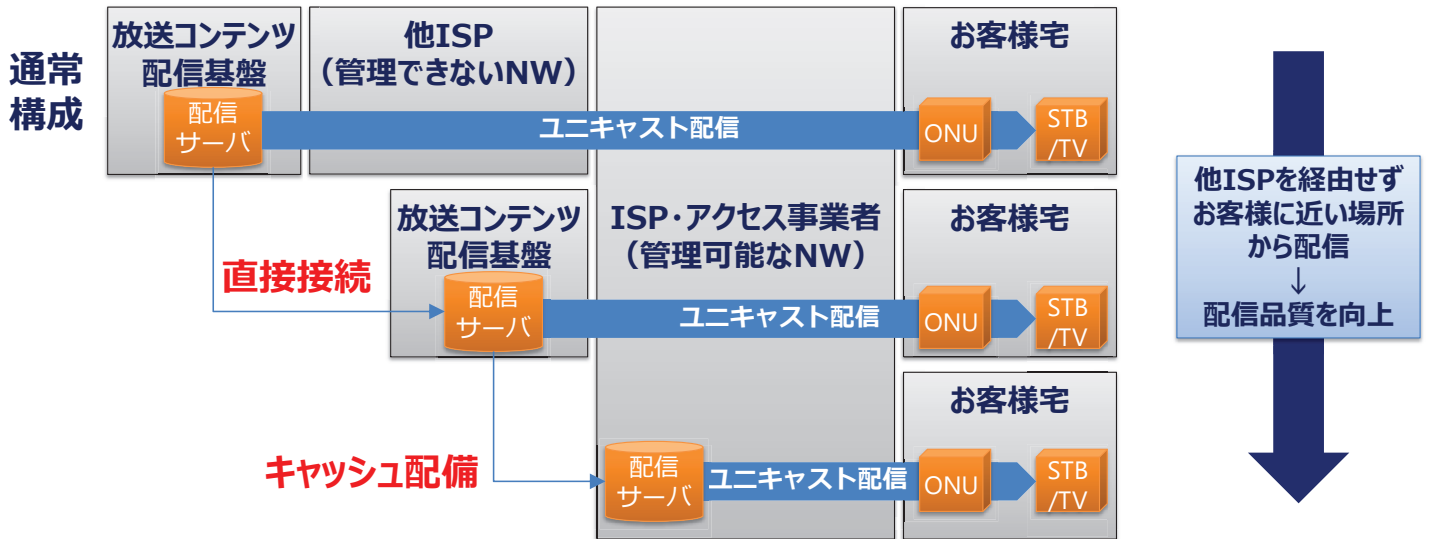 通常
構成
放送コンテンツ
配信基盤
他ISP
（管理できないNW）
お客様宅
配信
サーバ
ユニキャスト配信
ONU
STB
/TV
直接接続
放送コンテンツ
配信基盤
ISP・アクセス事業者
（管理可能なNW）
お客様宅
配信
サーバ
ユニキャスト配信
ONU
STB
/TV
キャッシュ配備
お客様宅
配信
サーバ
ユニキャスト配信
ONU
STB
/TV
他ISPを経由せず
お客様に近い場所
から配信
↓
配信品質を向上